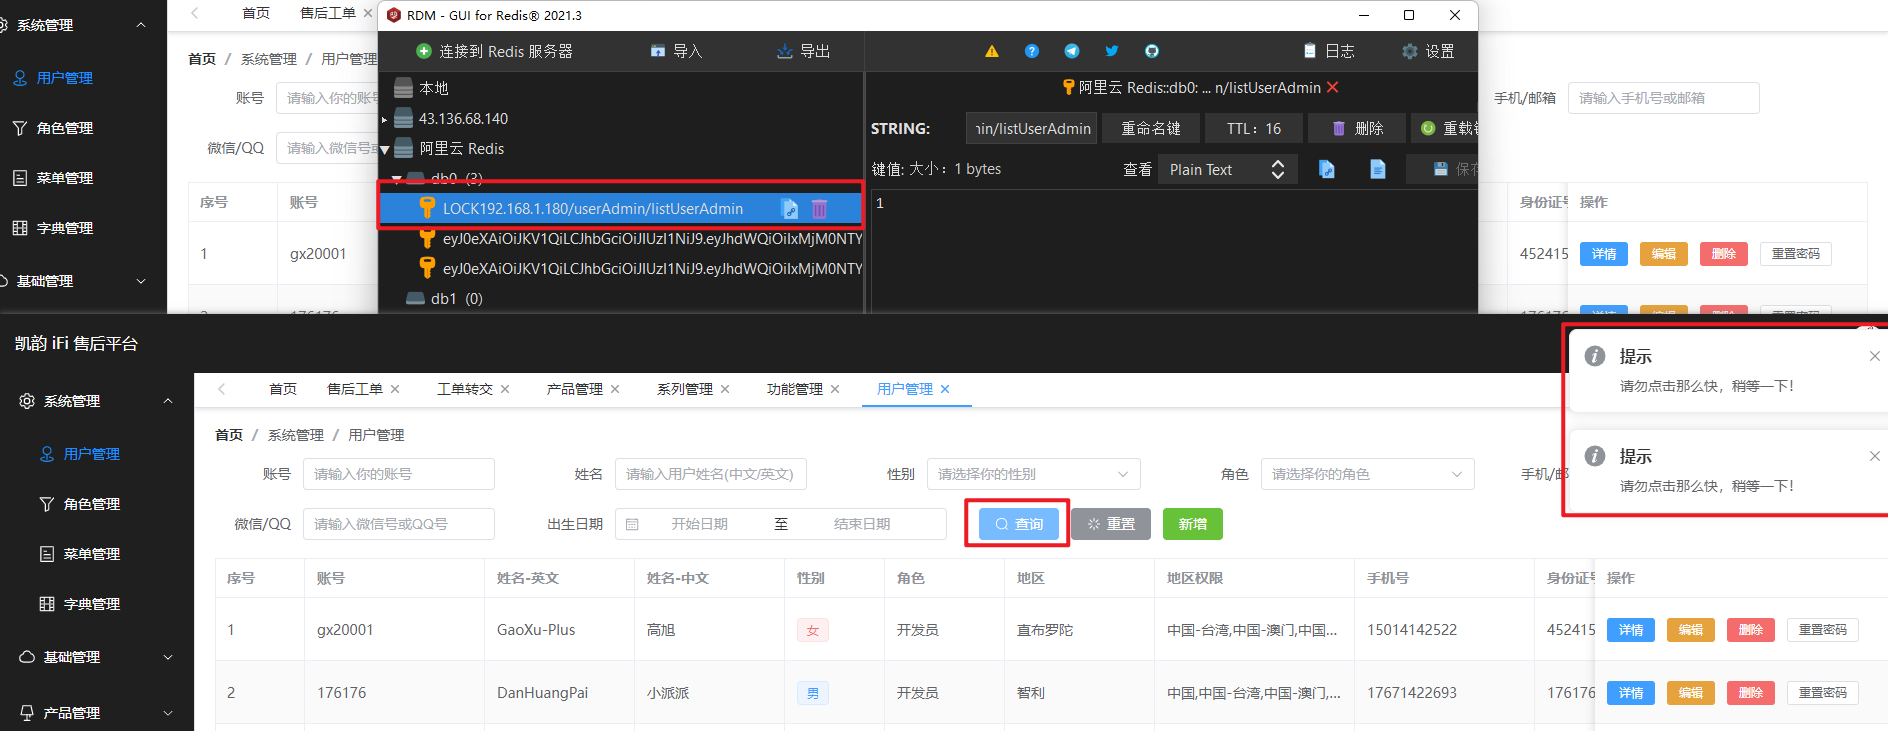 系统管理
首页 售后工单
RDM - GUI for Redis® 2021.3
连接到 Redis 服务器 导入 导出 日志 设置
首页 / 系统管理 / 用户管理
用户管理
本地
阿里云 Redis::db0: ... n/listUserAdmin
账号 请输入你的账号
手机/邮箱 请输入手机号或邮箱
43.136.68.140
角色管理
STRING: nin/listUserAdmin 重命名键 TTL: 16 删除 重载键
微信/QQ 请输入微信号或
阿里云 Redis
键值: 大小: 1 bytes 查看 Plain Text 保存
菜单管理
db0 (3)
序号 账号
LOCK192.168.1.180/userAdmin/listUserAdmin
1
身份证号 操作
字典管理
eyJ0eXAiOiJKV1QiLCJhbGciOiJIUzI1NiJ9.eyJhdWQiOiIxMjM0NTY
1 gx20001
452415 详情 编辑 删除 重置密码
eyJ0eXAiOiJKV1QiLCJhbGciOiJIUzI1NiJ9.eyJhdWQiOiIxMjM0NTY
基础管理
db1 (0)
2 176176
176176 详情 编辑 删除 重置密码
凯韵 iFi 售后平台
提示
请勿点击那么快，稍等一下！
首页 售后工单 工单转交 产品管理 系列管理 功能管理 用户管理
系统管理
首页 / 系统管理 / 用户管理
提示
请勿点击那么快，稍等一下！
用户管理
账号 请输入你的账号 姓名 请输入用户姓名(中文/英文) 性别 请选择你的性别 角色 请选择你的角色 手机/邮
角色管理
微信/QQ 请输入微信号或QQ号 出生日期 开始日期 至 结束日期 查询 重置 新增
菜单管理
序号 账号 姓名-英文 姓名-中文 性别 角色 地区 地区权限 手机号 身份证号 操作
字典管理
1 gx20001 GaoXu-Plus 高旭 女 开发员 直布罗陀 中国-台湾,中国-澳门,中国... 15014142522 452415 详情 编辑 删除 重置密码
基础管理
2 176176 DanHuangPai 小派派 男 开发员 智利 中国,中国-台湾,中国-澳门,... 17671422693 176176 详情 编辑 删除 重置密码
产品管理